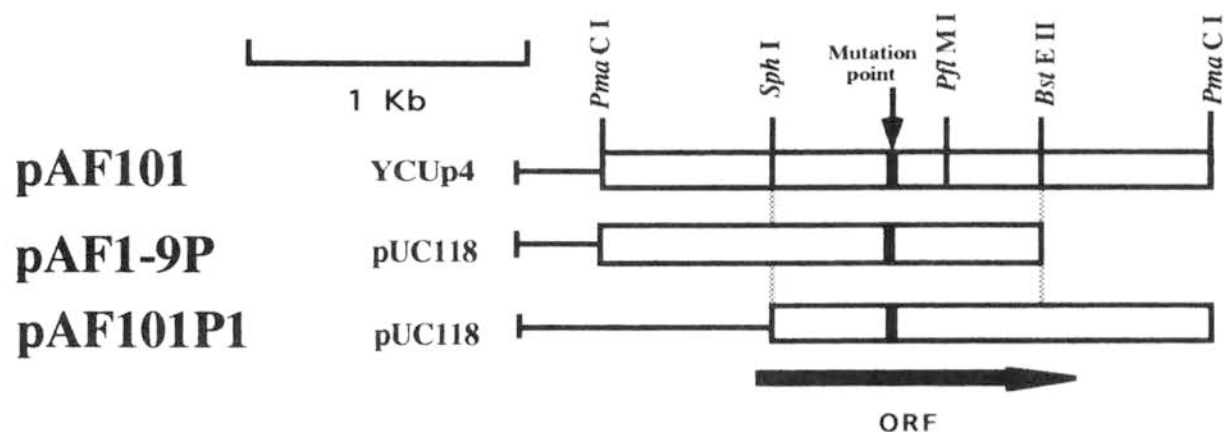 1 Kb
Pma C I
Sph I
Mutation
point
Pfl M I
Bst E II
Pma C I
pAF101
YCUp4
pAF1-9P
pUC118
pAF101P1
pUC118
ORF